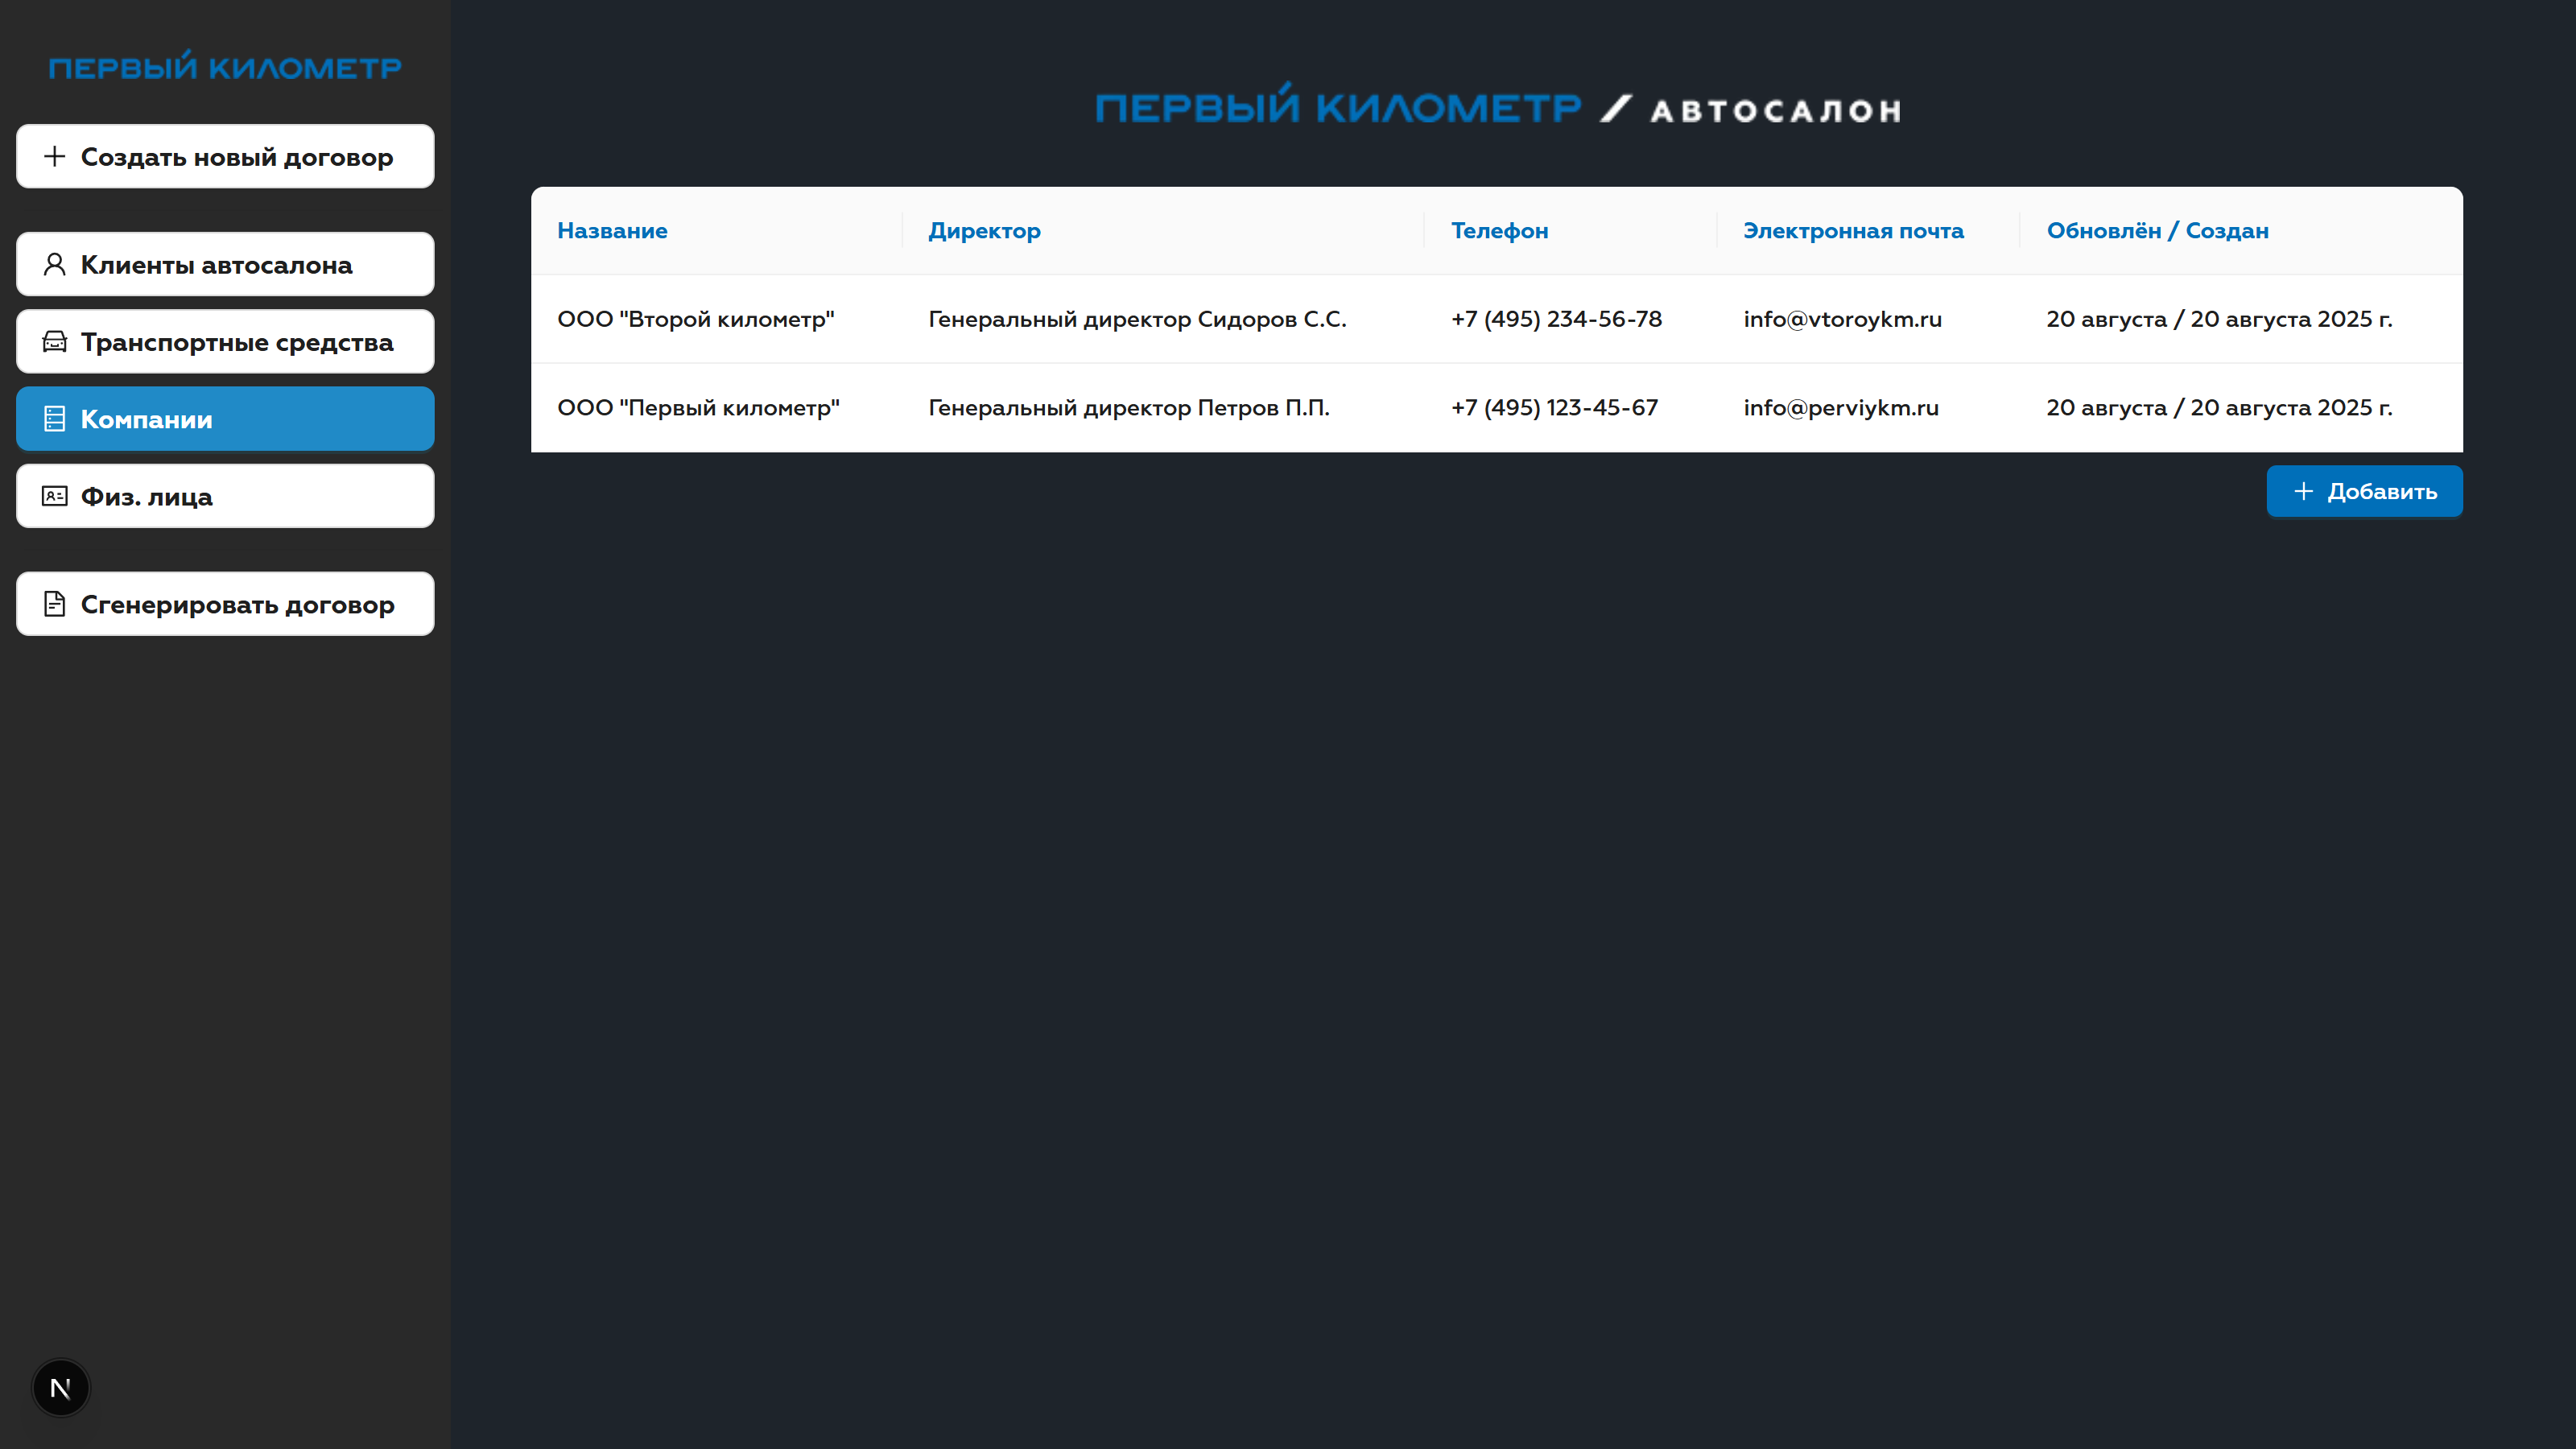 ПЕРВЫЙ КИЛОМЕТР
Создать новый договор
Клиенты автосалона
Транспортные средства
Компании
Физ. лица
Сгенерировать договор
N
ПЕРВЫЙ КИЛОМЕТР / АВТОСАЛОН
Название Директор Телефон Электронная почта Обновлён / Создан
ООО "Второй километр" Генеральный директор Сидоров С.С. +7 (495) 234-56-78 info@vtoroykm.ru 20 августа / 20 августа 2025 г.
ООО "Первый километр" Генеральный директор Петров П.П. +7 (495) 123-45-67 info@perviykm.ru 20 августа / 20 августа 2025 г.
Добавить